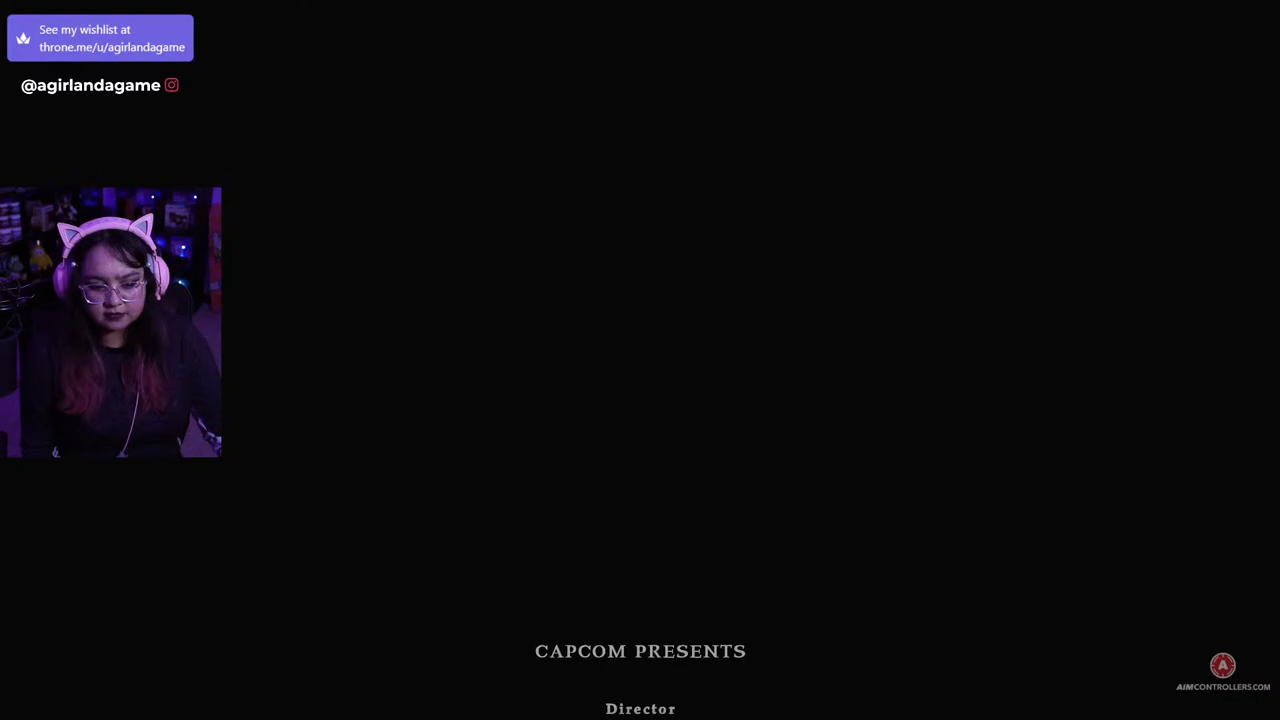 See my wishlist at
throne.me/u/agirlandagame
@agirlandagame
CAPCOM PRESENTS
Director
A
AIMCONTROLLERS.COM